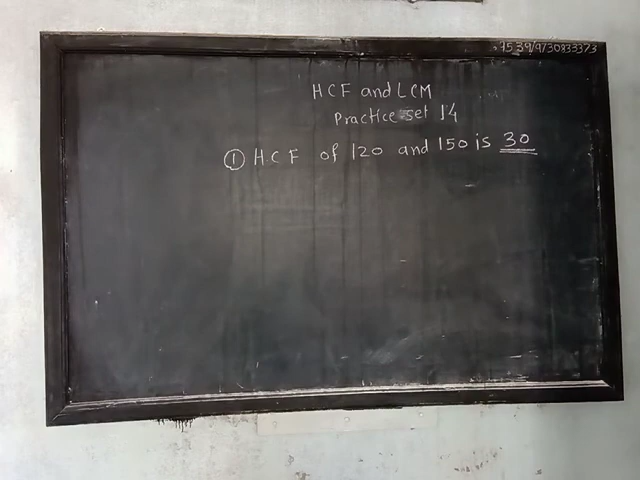 HCF and LCM
Practice set 14
① HCF of 120 and 150 is 30